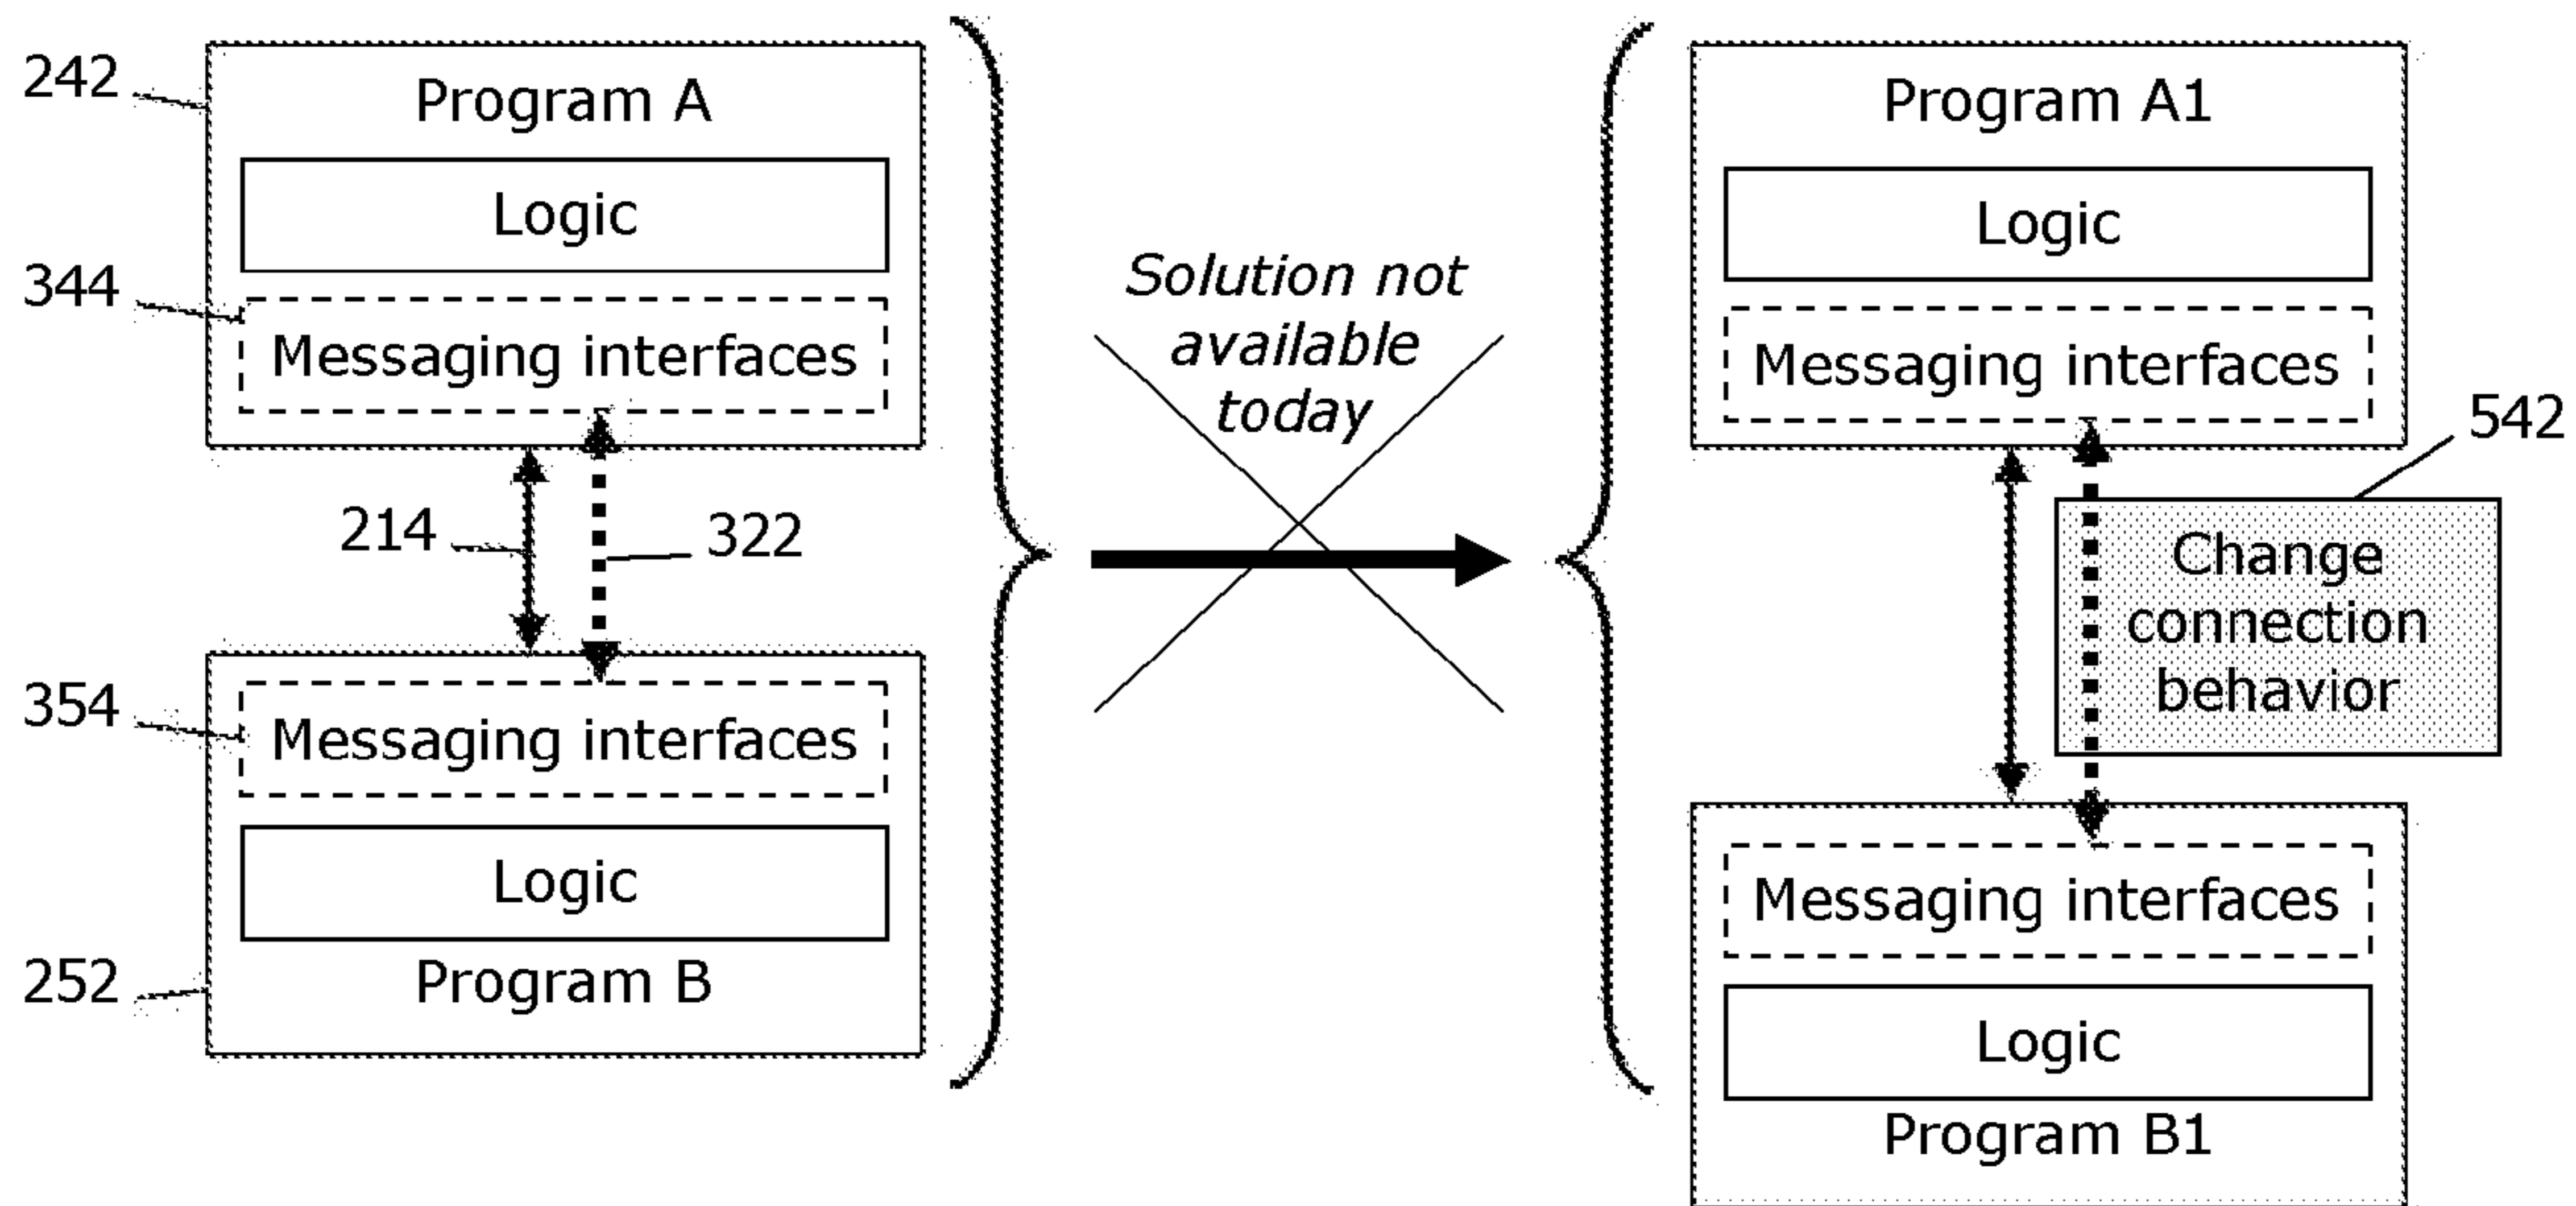 242
Program A
Logic
344
Messaging interfaces
214
322
354
Messaging interfaces
Logic
252
Program B
Solution not
available
today
Program A1
Logic
Messaging interfaces
542
Change
connection
behavior
Messaging interfaces
Logic
Program B1